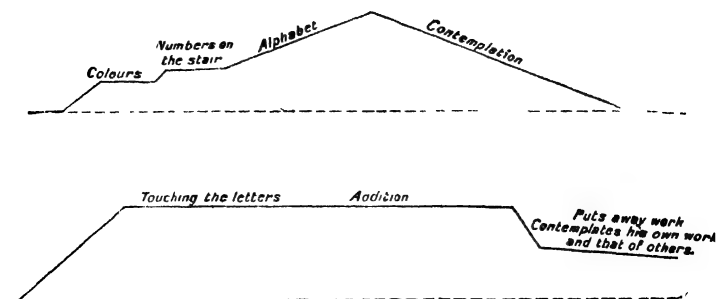 Colours
Numbers on
the stair
Alphabet
Contemplation
Touching the letters
Addition
Puts away work
Contemplates his own work
and that of others.